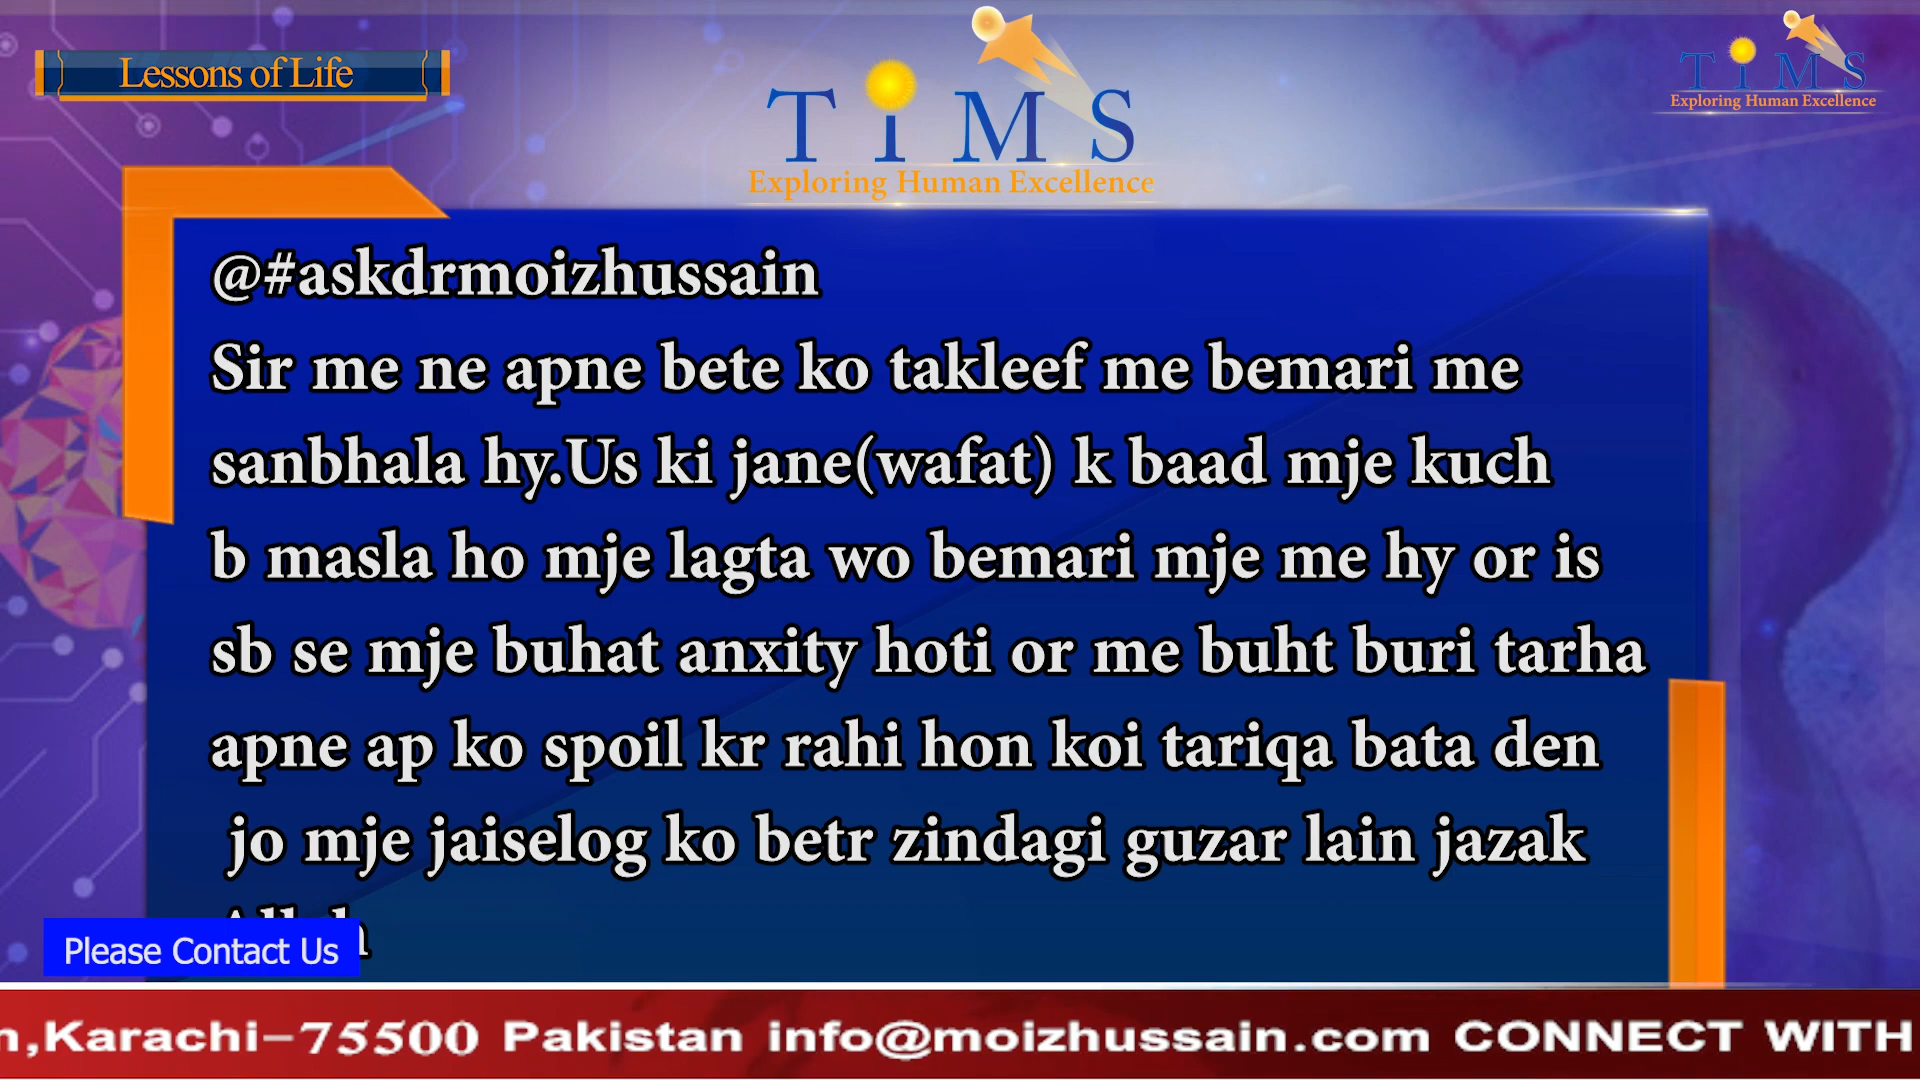 Lessons of Life
TiMS
Exploring Human Excellence
TiMS
Exploring Human Excellence
@#askdrmoizhussain
Sir me ne apne bete ko takleef me bemari me
sanbhala hy.Us ki jane(wafat) k baad mje kuch
b masla ho mje lagta wo bemari mje me hy or is
sb se mje buhat anxity hoti or me buht buri tarha
apne ap ko spoil kr rahi hon koi tariqa bata den
jo mje jaiselog ko betr zindagi guzar lain jazak
Please Contact Us
,Karachi-75500 Pakistan info@moizhussain.com CONNECT WITH